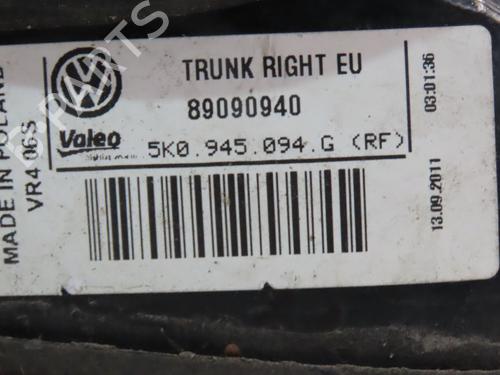 TRUNK RIGHT EU
89090940
Valeo
5K0.945.094.G (RF)
MADE IN POLAND
VR4 06S
03:01:36
13.09.2011